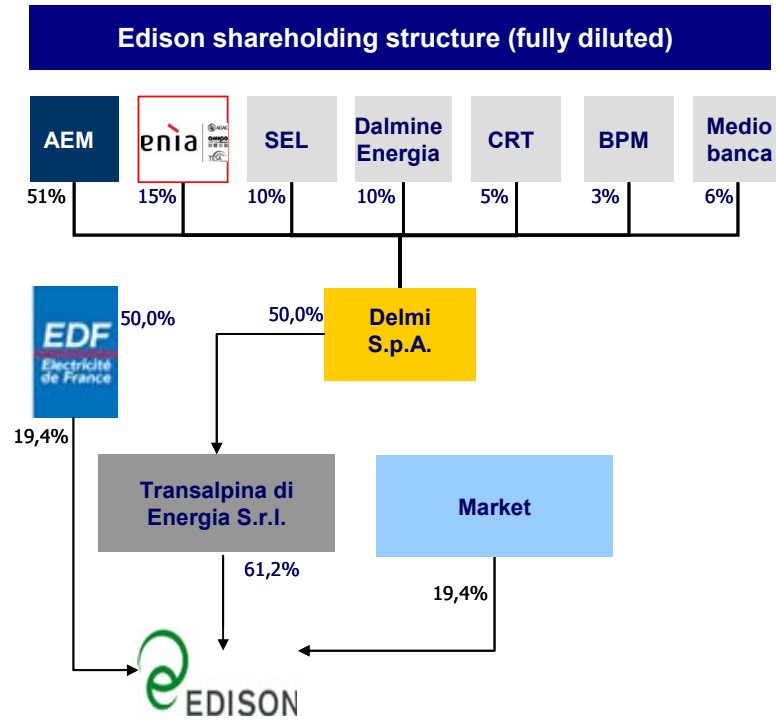 Edison shareholding structure (fully diluted)
AEM
enìa
AGAC
TESA
SEL
Dalmine
Energia
CRT
BPM
Medio
banca
51%
15%
10%
10%
5%
3%
6%
EDF
Electricité
de France
50,0%
50,0%
Delmi
S.p.A.
19,4%
Transalpina di
Energia S.r.l.
Market
61,2%
19,4%
EDISON